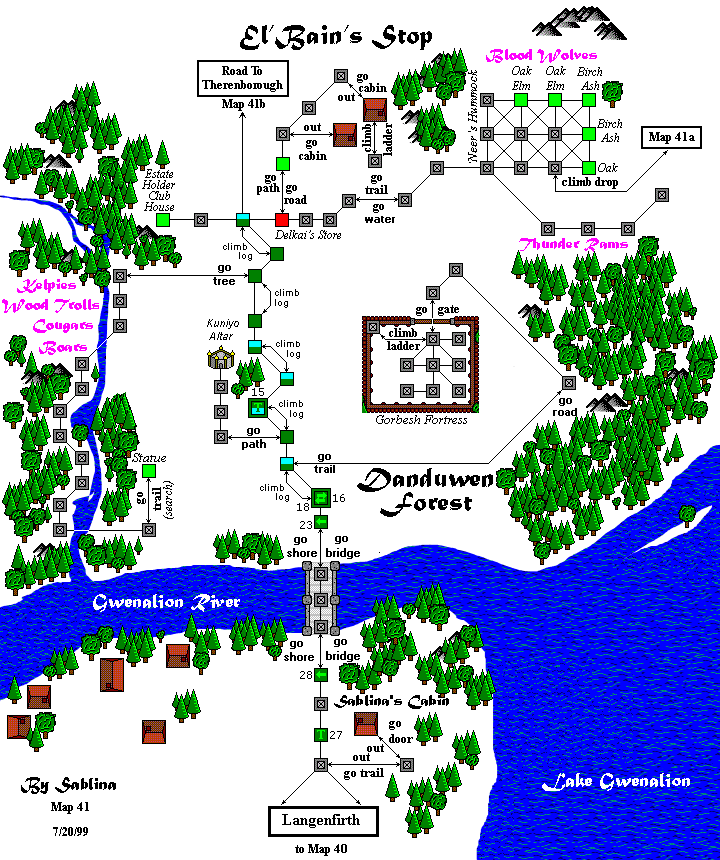 El'Bain's Stop
Road To
Therenborough
Map 41b
go
cabin
out
out
go
cabin
climb
ladder
Blood Wolves
Oak
Elm
Oak
Elm
Birch
Ash
Neer's Hummock
Birch
Ash
Oak
Map 41a
climb drop
go
path
go
road
go
trail
go
water
Estate
Holder
Club
House
Delkai's Store
Thunder Rams
climb
log
go
tree
Kelpies
Wood Trolls
Cougars
Boars
climb
log
Kuniyo
Altar
climb
log
go
gate
climb
ladder
Gorbesh Fortress
15
climb
log
go
path
go
road
go
trail
Statue
go
trail
(search)
climb
log
18
16
Danduwen
Forest
23
go
shore
go
bridge
Gwenalion River
go
shore
go
bridge
28
Sablina's Cabin
go
door
27
out
out
go trail
Lake Gwenalion
By Sablina
Map 41
7/20/99
Langenfirth
to Map 40